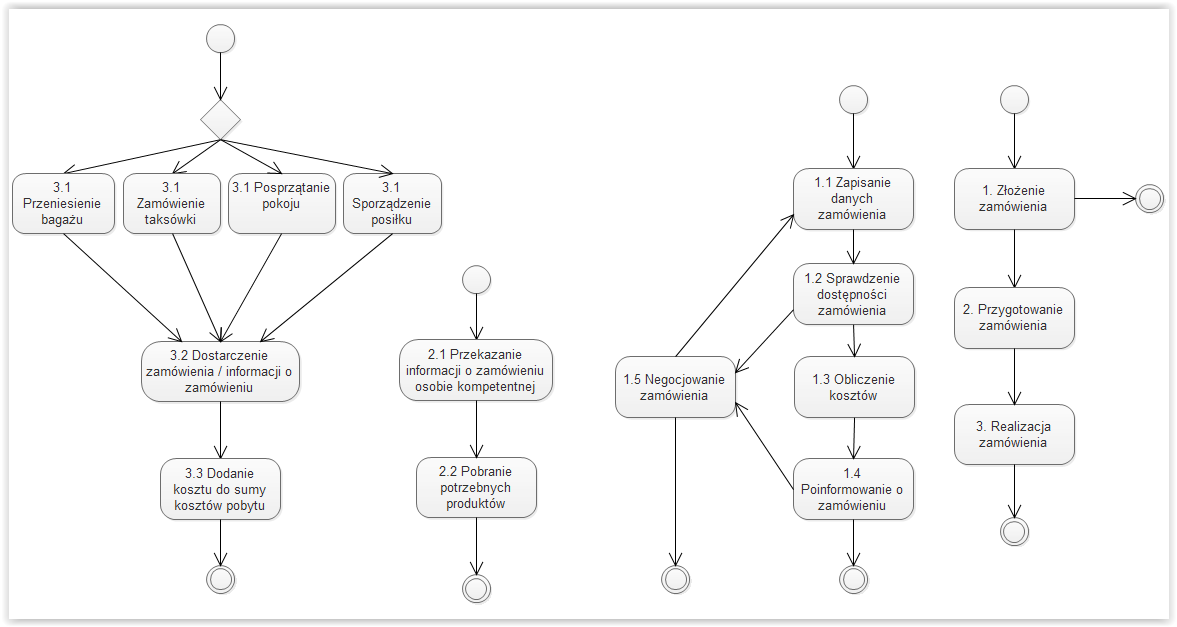 3.1
Przeniesienie
bagażu
3.1
Zamówienie
taksówki
3.1 Posprzątanie
pokoju
3.1
Sporządzenie
posiłku
3.2 Dostarczenie
zamówienia / informacji o
zamówieniu
3.3 Dodanie
kosztu do sumy
kosztów pobytu
2.1 Przekazanie
informacji o zamówieniu
osobie kompetentnej
2.2 Pobranie
potrzebnych
produktów
1.1 Zapisanie
danych
zamówienia
1.2 Sprawdzenie
dostępności
zamówienia
1.5 Negocjowanie
zamówienia
1.3 Obliczenie
kosztów
1.4
Poinformowanie o
zamówieniu
1. Złożenie
zamówienia
2. Przygotowanie
zamówienia
3. Realizacja
zamówienia